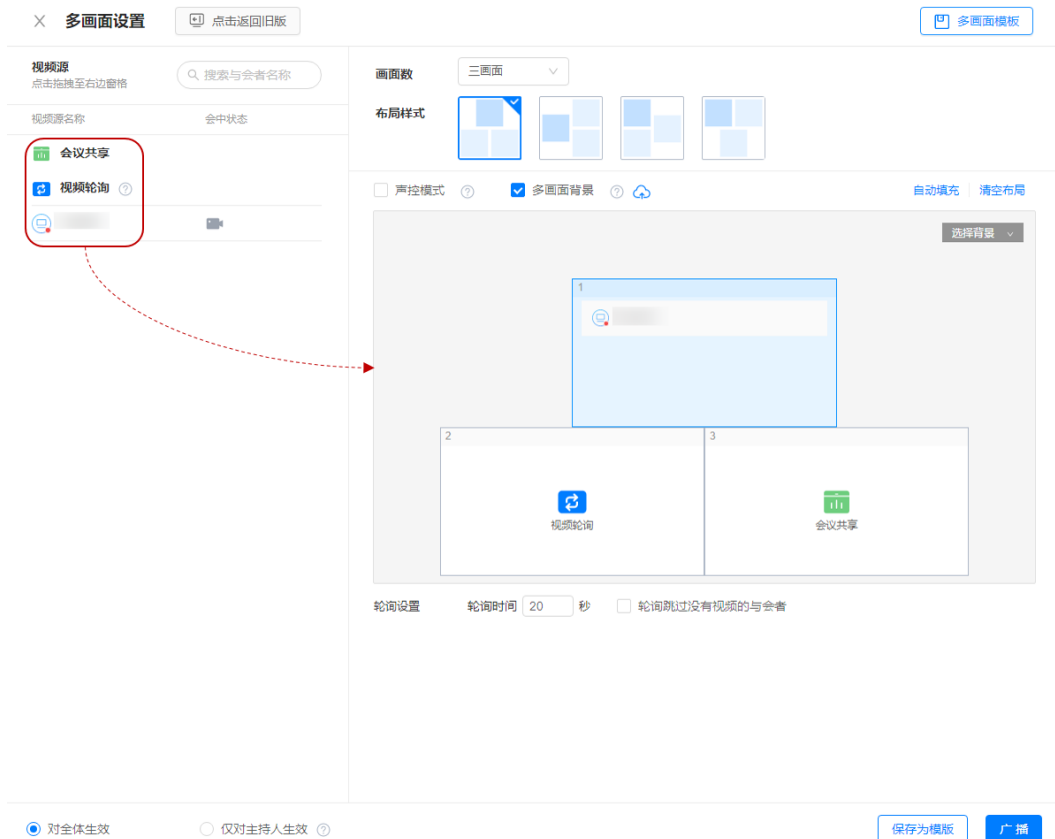 多画面设置
点击返回旧版
多画面模板
视频源
点击拖拽至右边窗格
搜索与会者名称
视频源名称
会中状态
会议共享
视频轮询
画面数
三画面
布局样式
声控模式
多画面背景
自动填充
清空布局
选择背景
1
2
视频轮询
3
会议共享
轮询设置
轮询时间
20
秒
轮询跳过没有视频的与会者
对全体生效
仅对主持人生效
保存为模版
广播